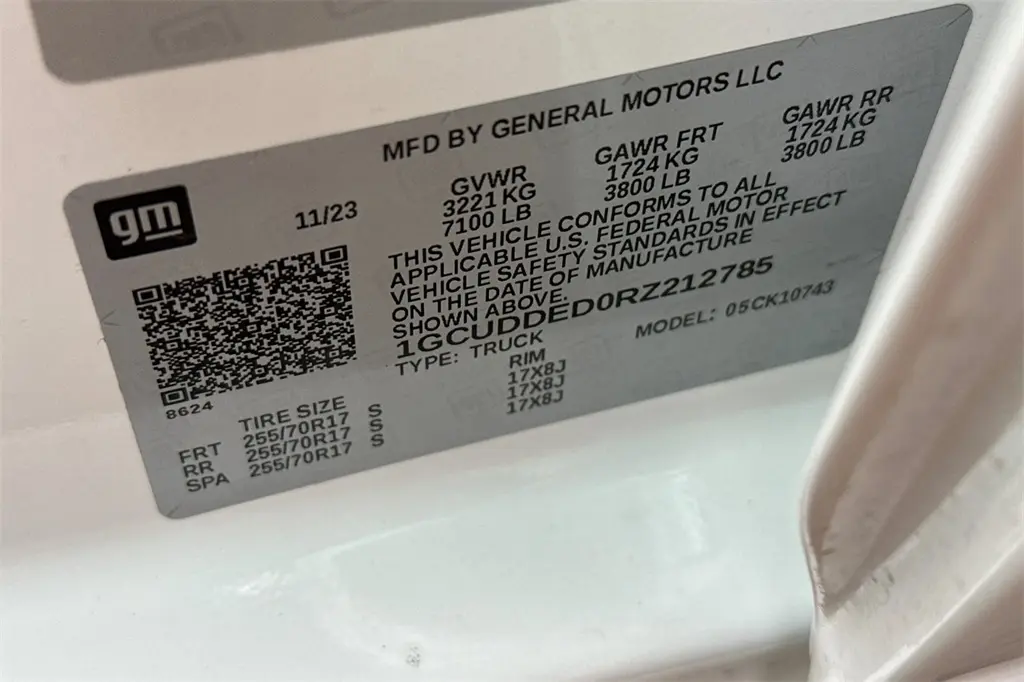 MFD BY GENERAL MOTORS LLC
gm
11/23
GVWR GAWR FRT GAWR RR
3221 KG 1724 KG 1724 KG
7100 LB 3800 LB 3800 LB
THIS VEHICLE CONFORMS TO ALL
APPLICABLE U.S. FEDERAL MOTOR
VEHICLE SAFETY STANDARDS IN EFFECT
ON THE DATE OF MANUFACTURE
SHOWN ABOVE.
1GCUDDED0RZ212785
TYPE: TRUCK MODEL: 05CK10743
8624
TIRE SIZE RIM
FRT 255/70R17 S 17X8J
RR 255/70R17 S 17X8J
SPA 255/70R17 S 17X8J